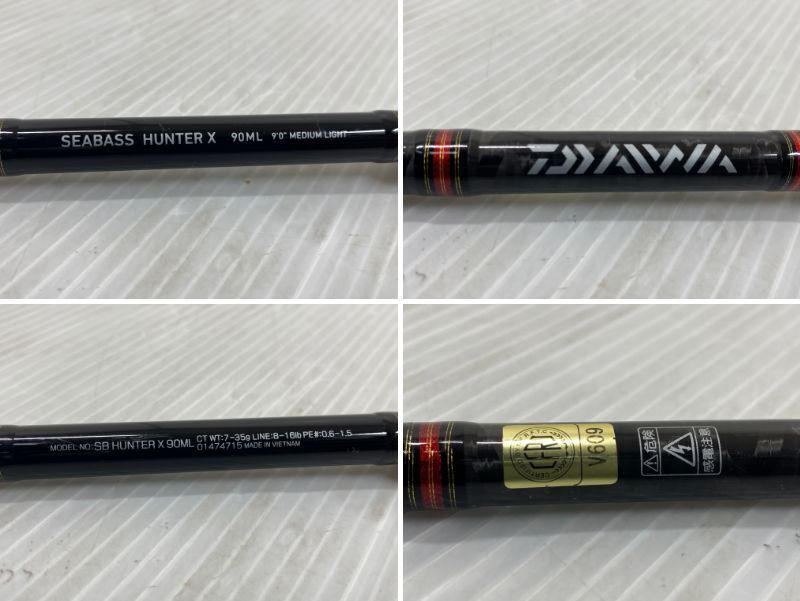 SEABASS HUNTER X 90ML 9'0" MEDIUM LIGHT
DAIWA
MODEL NO: SB HUNTER X 90ML CT WT:7-35g LINE:8-16lb PE#:0.6-1.5
01474715 MADE IN VIETNAM
V609
危険
感電注意